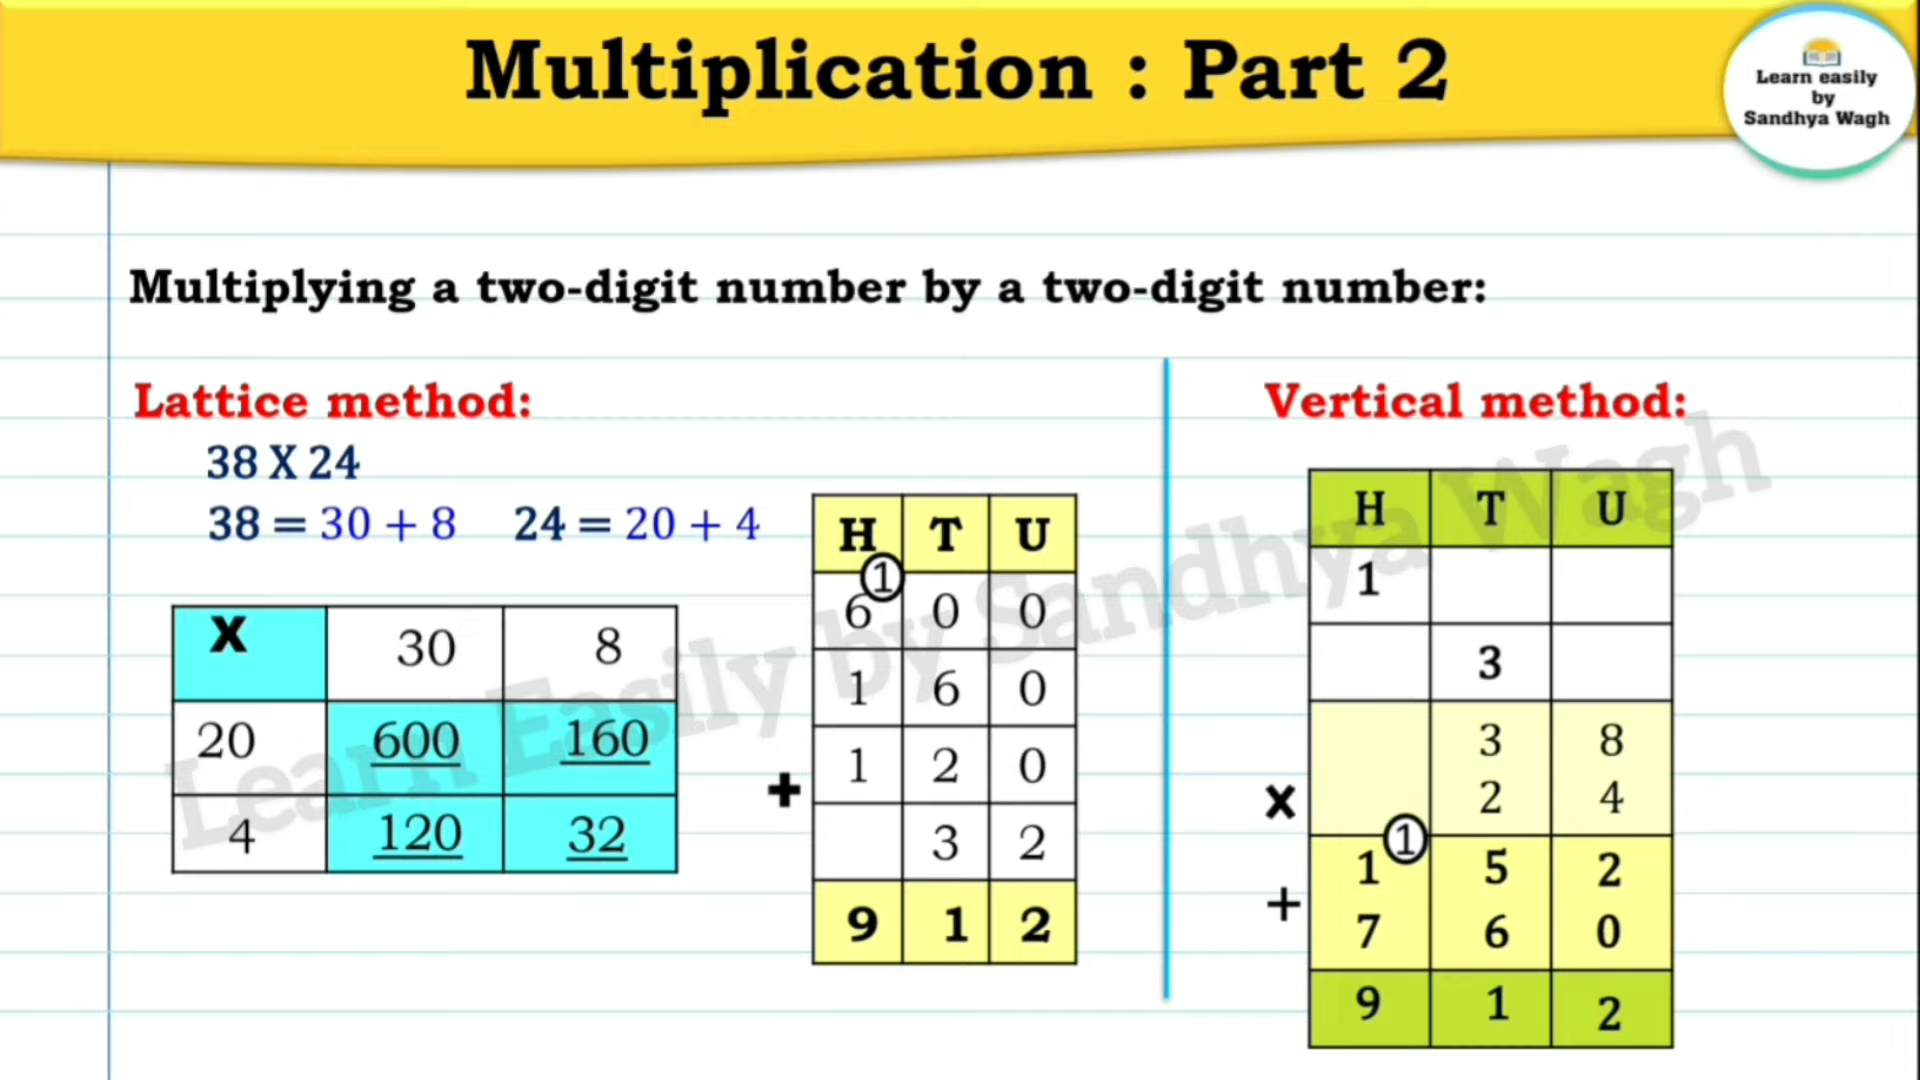 Multiplication : Part 2
Learn easily
by
Sandhya Wagh
Multiplying a two-digit number by a two-digit number:
Lattice method:
38 X 24
38 = 30 + 8 24 = 20 + 4
X 30 8
20 600 160
4 120 32
H T U
1
6 0 0
1 6 0
+ 1 2 0
3 2
9 1 2
Vertical method:
H T U
1
3
3 8
x 2 4
1
1 5 2
+ 7 6 0
9 1 2
Learn Easily by Sandhya Wagh